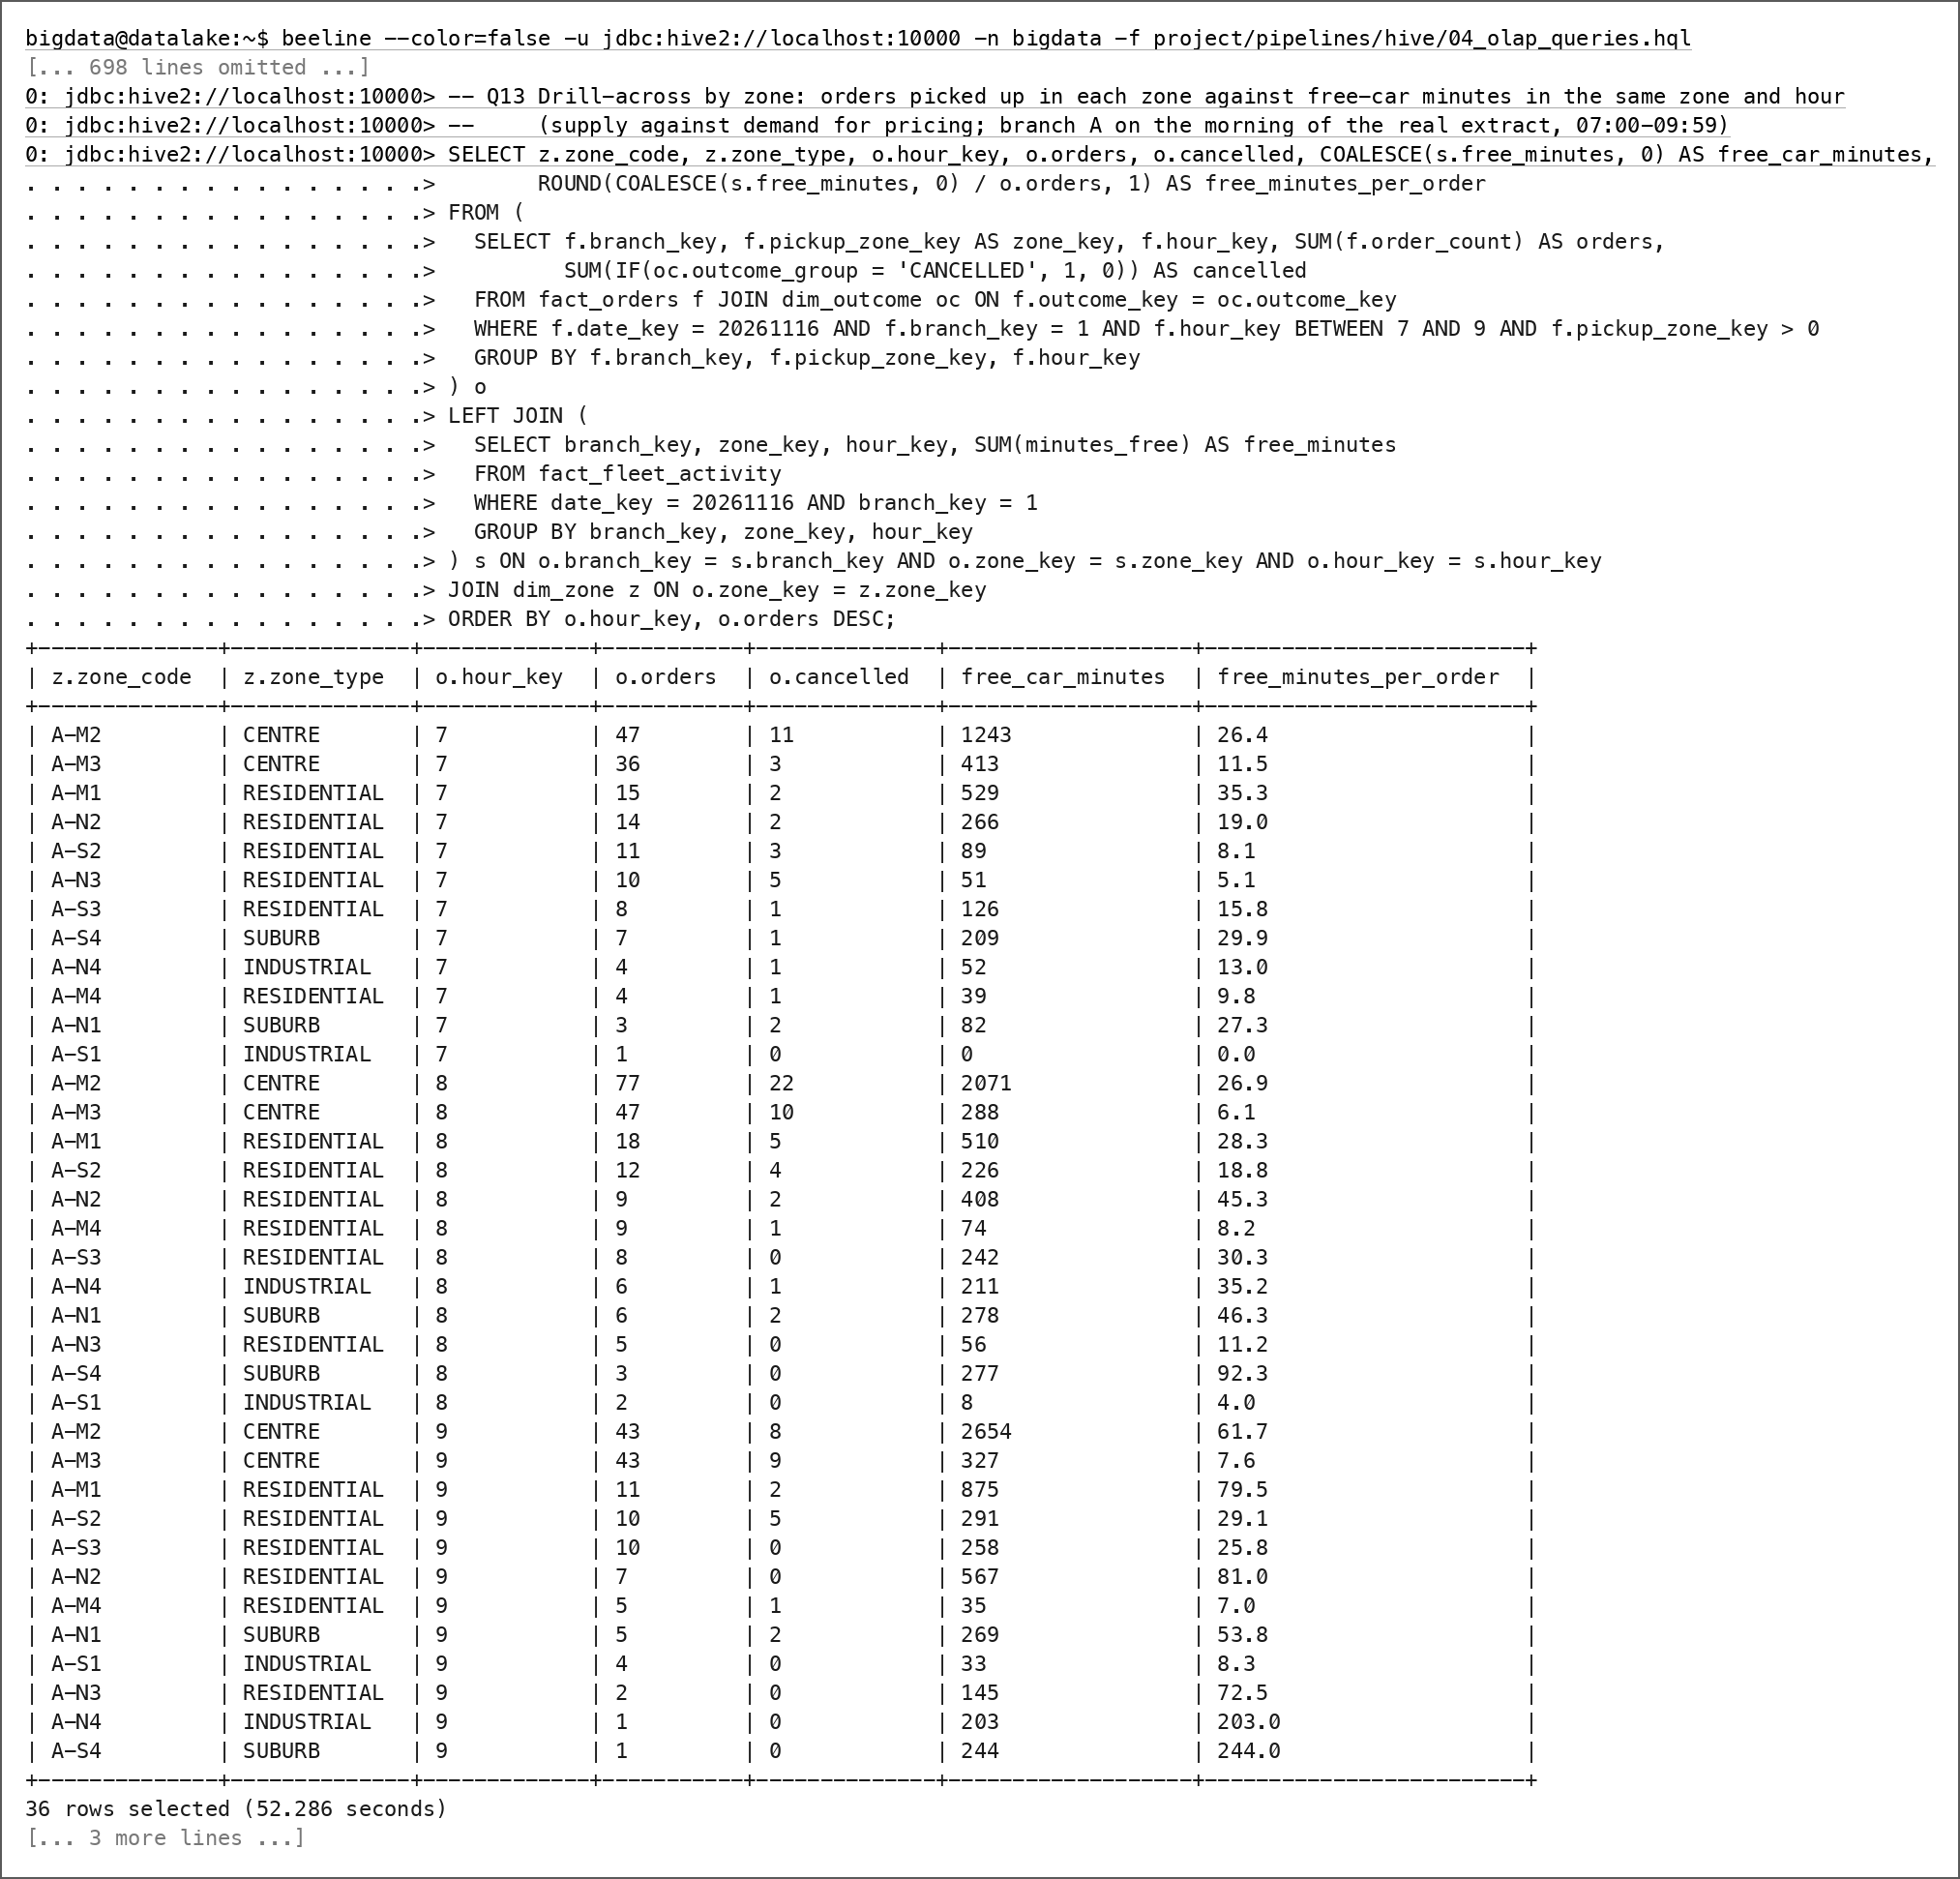 bigdata@datalake:~$ beeline --color=false -u jdbc:hive2://localhost:10000 -n bigdata -f project/pipelines/hive/04_olap_queries.hql
[... 698 lines omitted ...]
0: jdbc:hive2://localhost:10000> -- Q13 Drill-across by zone: orders picked up in each zone against free-car minutes in the same zone and hour
0: jdbc:hive2://localhost:10000> --     (supply against demand for pricing; branch A on the morning of the real extract, 07:00-09:59)
0: jdbc:hive2://localhost:10000> SELECT z.zone_code, z.zone_type, o.hour_key, o.orders, o.cancelled, COALESCE(s.free_minutes, 0) AS free_car_minutes,
. . . . . . . . . . . . . . . .>        ROUND(COALESCE(s.free_minutes, 0) / o.orders, 1) AS free_minutes_per_order
. . . . . . . . . . . . . . . .> FROM (
. . . . . . . . . . . . . . . .>   SELECT f.branch_key, f.pickup_zone_key AS zone_key, f.hour_key, SUM(f.order_count) AS orders,
. . . . . . . . . . . . . . . .>          SUM(IF(oc.outcome_group = 'CANCELLED', 1, 0)) AS cancelled
. . . . . . . . . . . . . . . .>   FROM fact_orders f JOIN dim_outcome oc ON f.outcome_key = oc.outcome_key
. . . . . . . . . . . . . . . .>   WHERE f.date_key = 20261116 AND f.branch_key = 1 AND f.hour_key BETWEEN 7 AND 9 AND f.pickup_zone_key > 0
. . . . . . . . . . . . . . . .>   GROUP BY f.branch_key, f.pickup_zone_key, f.hour_key
. . . . . . . . . . . . . . . .> ) o
. . . . . . . . . . . . . . . .> LEFT JOIN (
. . . . . . . . . . . . . . . .>   SELECT branch_key, zone_key, hour_key, SUM(minutes_free) AS free_minutes
. . . . . . . . . . . . . . . .>   FROM fact_fleet_activity
. . . . . . . . . . . . . . . .>   WHERE date_key = 20261116 AND branch_key = 1
. . . . . . . . . . . . . . . .>   GROUP BY branch_key, zone_key, hour_key
. . . . . . . . . . . . . . . .> ) s ON o.branch_key = s.branch_key AND o.zone_key = s.zone_key AND o.hour_key = s.hour_key
. . . . . . . . . . . . . . . .> JOIN dim_zone z ON o.zone_key = z.zone_key
. . . . . . . . . . . . . . . .> ORDER BY o.hour_key, o.orders DESC;
+--------------+--------------+-------------+-----------+--------------+-------------------+-------------------------+
| z.zone_code  | z.zone_type  | o.hour_key  | o.orders  | o.cancelled  | free_car_minutes  | free_minutes_per_order  |
+--------------+--------------+-------------+-----------+--------------+-------------------+-------------------------+
| A-M2         | CENTRE       | 7           | 47        | 11           | 1243              | 26.4                    |
| A-M3         | CENTRE       | 7           | 36        | 3            | 413               | 11.5                    |
| A-M1         | RESIDENTIAL  | 7           | 15        | 2            | 529               | 35.3                    |
| A-N2         | RESIDENTIAL  | 7           | 14        | 2            | 266               | 19.0                    |
| A-S2         | RESIDENTIAL  | 7           | 11        | 3            | 89                | 8.1                     |
| A-N3         | RESIDENTIAL  | 7           | 10        | 5            | 51                | 5.1                     |
| A-S3         | RESIDENTIAL  | 7           | 8         | 1            | 126               | 15.8                    |
| A-S4         | SUBURB       | 7           | 7         | 1            | 209               | 29.9                    |
| A-N4         | INDUSTRIAL   | 7           | 4         | 1            | 52                | 13.0                    |
| A-M4         | RESIDENTIAL  | 7           | 4         | 1            | 39                | 9.8                     |
| A-N1         | SUBURB       | 7           | 3         | 2            | 82                | 27.3                    |
| A-S1         | INDUSTRIAL   | 7           | 1         | 0            | 0                 | 0.0                     |
| A-M2         | CENTRE       | 8           | 77        | 22           | 2071              | 26.9                    |
| A-M3         | CENTRE       | 8           | 47        | 10           | 288               | 6.1                     |
| A-M1         | RESIDENTIAL  | 8           | 18        | 5            | 510               | 28.3                    |
| A-S2         | RESIDENTIAL  | 8           | 12        | 4            | 226               | 18.8                    |
| A-N2         | RESIDENTIAL  | 8           | 9         | 2            | 408               | 45.3                    |
| A-M4         | RESIDENTIAL  | 8           | 9         | 1            | 74                | 8.2                     |
| A-S3         | RESIDENTIAL  | 8           | 8         | 0            | 242               | 30.3                    |
| A-N4         | INDUSTRIAL   | 8           | 6         | 1            | 211               | 35.2                    |
| A-N1         | SUBURB       | 8           | 6         | 2            | 278               | 46.3                    |
| A-N3         | RESIDENTIAL  | 8           | 5         | 0            | 56                | 11.2                    |
| A-S4         | SUBURB       | 8           | 3         | 0            | 277               | 92.3                    |
| A-S1         | INDUSTRIAL   | 8           | 2         | 0            | 8                 | 4.0                     |
| A-M2         | CENTRE       | 9           | 43        | 8            | 2654              | 61.7                    |
| A-M3         | CENTRE       | 9           | 43        | 9            | 327               | 7.6                     |
| A-M1         | RESIDENTIAL  | 9           | 11        | 2            | 875               | 79.5                    |
| A-S2         | RESIDENTIAL  | 9           | 10        | 5            | 291               | 29.1                    |
| A-S3         | RESIDENTIAL  | 9           | 10        | 0            | 258               | 25.8                    |
| A-N2         | RESIDENTIAL  | 9           | 7         | 0            | 567               | 81.0                    |
| A-M4         | RESIDENTIAL  | 9           | 5         | 1            | 35                | 7.0                     |
| A-N1         | SUBURB       | 9           | 5         | 2            | 269               | 53.8                    |
| A-S1         | INDUSTRIAL   | 9           | 4         | 0            | 33                | 8.3                     |
| A-N3         | RESIDENTIAL  | 9           | 2         | 0            | 145               | 72.5                    |
| A-N4         | INDUSTRIAL   | 9           | 1         | 0            | 203               | 203.0                   |
| A-S4         | SUBURB       | 9           | 1         | 0            | 244               | 244.0                   |
+--------------+--------------+-------------+-----------+--------------+-------------------+-------------------------+
36 rows selected (52.286 seconds)
[... 3 more lines ...]